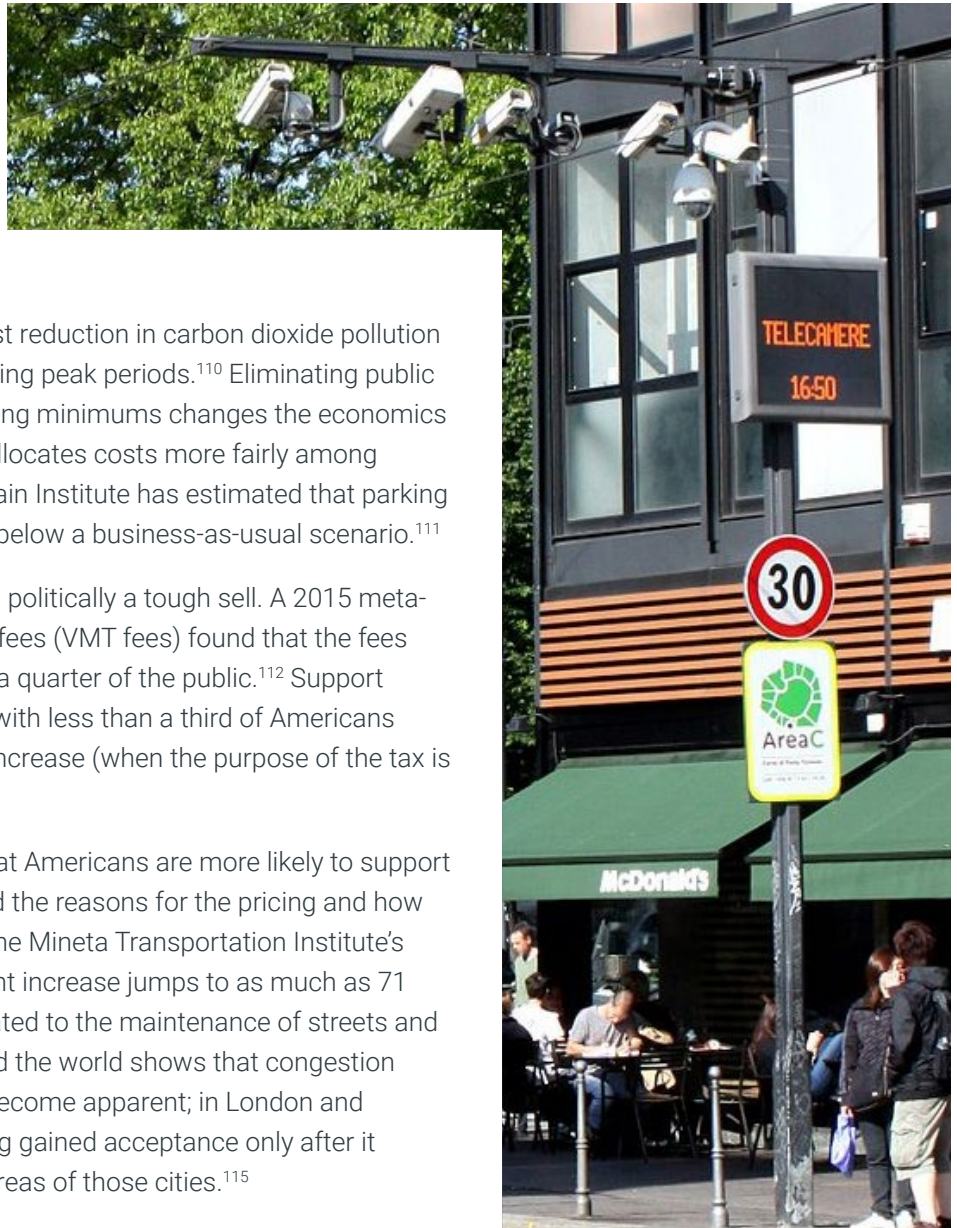 TELECAMERE
16:50
30
AreaC
McDonald's
st reduction in carbon dioxide pollution
ing peak periods.110 Eliminating public
ng minimums changes the economics
llocates costs more fairly among
ain Institute has estimated that parking
below a business-as-usual scenario.111
politically a tough sell. A 2015 meta-
fees (VMT fees) found that the fees
a quarter of the public.112 Support
with less than a third of Americans
ncrease (when the purpose of the tax is
at Americans are more likely to support
d the reasons for the pricing and how
he Mineta Transportation Institute's
nt increase jumps to as much as 71
ated to the maintenance of streets and
d the world shows that congestion
ecome apparent; in London and
g gained acceptance only after it
reas of those cities.115